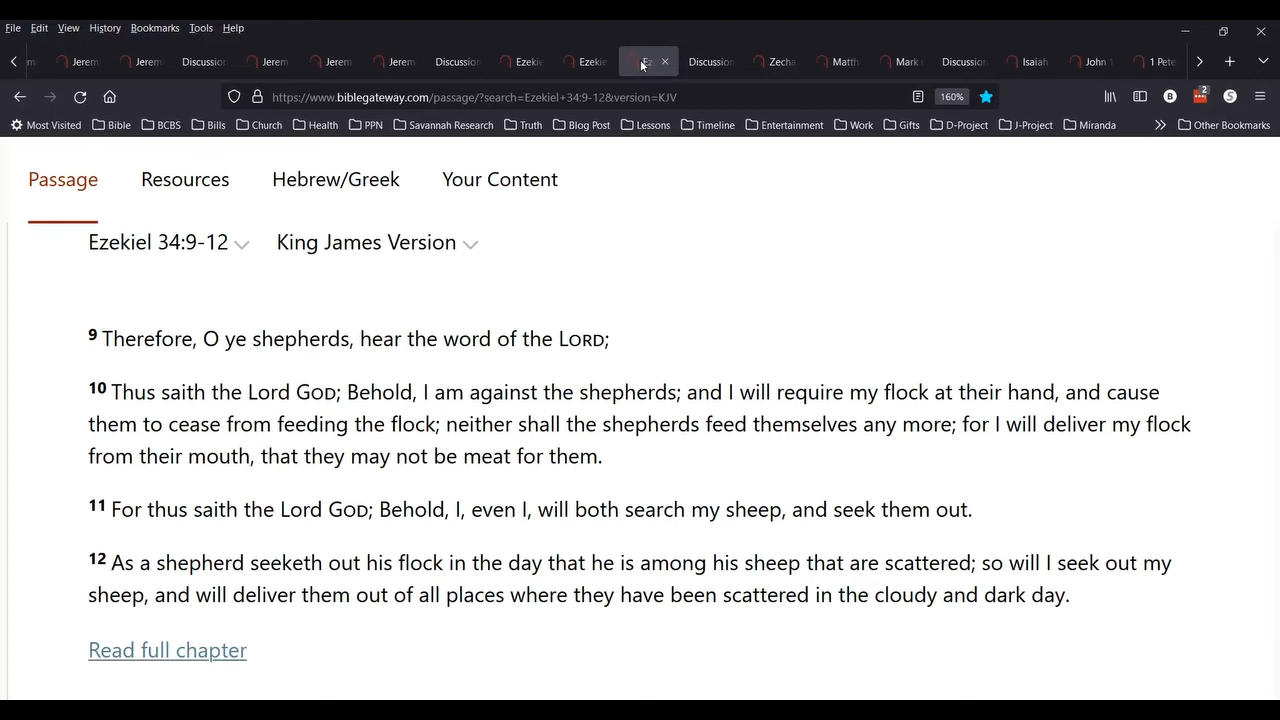 File Edit View History Bookmarks Tools Help
Jerem Jerem Discussion Jerem Jerem Jerem Discussion Ezekie Ezekie Discussion Zecha Matth Mark Discussion Isaiah John 1 1 Pete
https://www.biblegateway.com/passage/?search=Ezekiel+34:9-12&version=KJV 160% B 2 S
Most Visited Bible BCBS Bills Church Health PPN Savannah Research Truth Blog Post Lessons Timeline Entertainment Work Gifts D-Project J-Project Miranda Other Bookmarks
Passage Resources Hebrew/Greek Your Content
Ezekiel 34:9-12 King James Version
9 Therefore, O ye shepherds, hear the word of the LORD;
10 Thus saith the Lord GOD; Behold, I am against the shepherds; and I will require my flock at their hand, and cause
them to cease from feeding the flock; neither shall the shepherds feed themselves any more; for I will deliver my flock
from their mouth, that they may not be meat for them.
11 For thus saith the Lord GOD; Behold, I, even I, will both search my sheep, and seek them out.
12 As a shepherd seeketh out his flock in the day that he is among his sheep that are scattered; so will I seek out my
sheep, and will deliver them out of all places where they have been scattered in the cloudy and dark day.
Read full chapter